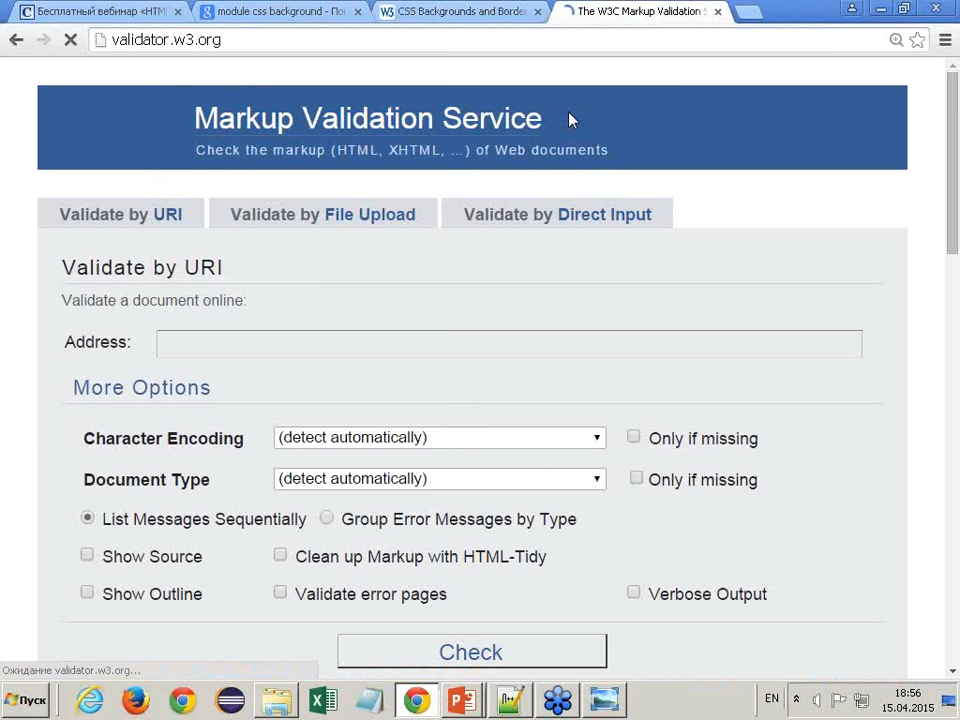 Бесплатный вебинар «HTM
module css background - По
CSS Backgrounds and Border
The W3C Markup Validation S
validator.w3.org
Markup Validation Service
Check the markup (HTML, XHTML, …) of Web documents
Validate by URI
Validate by File Upload
Validate by Direct Input
Validate by URI
Validate a document online:
Address:
More Options
Character Encoding (detect automatically) Only if missing
Document Type (detect automatically) Only if missing
List Messages Sequentially Group Error Messages by Type
Show Source Clean up Markup with HTML-Tidy
Show Outline Validate error pages Verbose Output
Check
Ожидание validator.w3.org...
Пуск
EN
18:56
15.04.2015